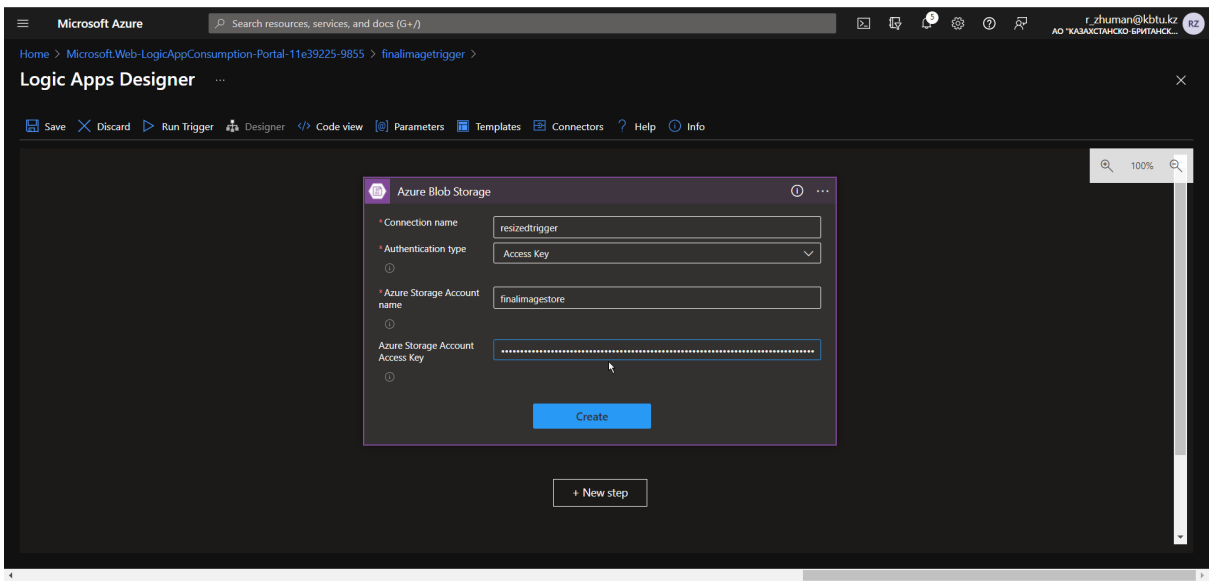 Microsoft Azure
Search resources, services, and docs (G+/)
5
r_zhuman@kbtu.kz
АО "КАЗАХСТАНСКО-БРИТАНСК...
RZ
Home > Microsoft.Web-LogicAppConsumption-Portal-11e39225-9855 > finalimagetrigger >
Logic Apps Designer ...
Save Discard Run Trigger Designer Code view Parameters Templates Connectors Help Info
100%
Azure Blob Storage
* Connection name
resizedtrigger
* Authentication type
Access Key
* Azure Storage Account name
finalimagestore
Azure Storage Account Access Key
Create
+ New step